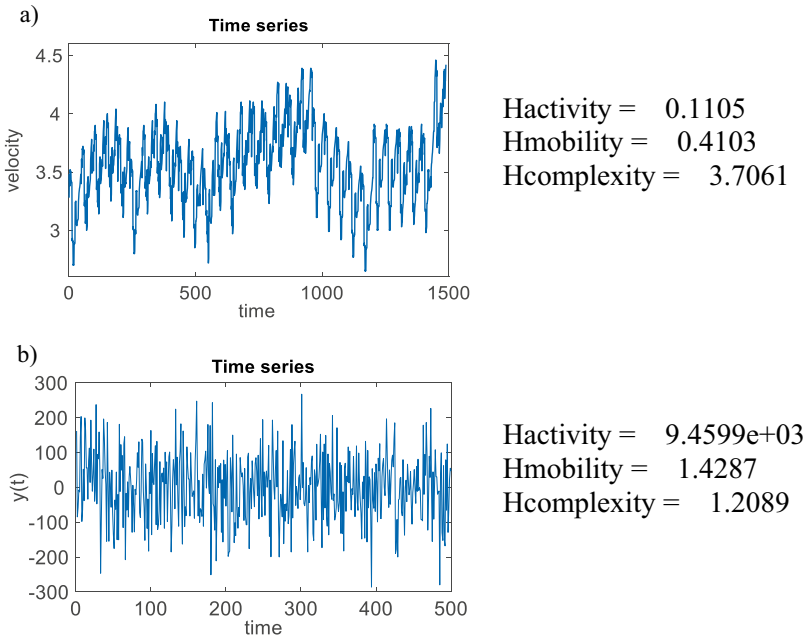 a)
Time series
4.5
4
3.5
3
velocity
0
500
1000
1500
time
Hactivity = 0.1105
Hmobility = 0.4103
Hcomplexity = 3.7061
b)
Time series
300
200
100
0
-100
-200
-300
y(t)
0
100
200
300
400
500
time
Hactivity = 9.4599e+03
Hmobility = 1.4287
Hcomplexity = 1.2089